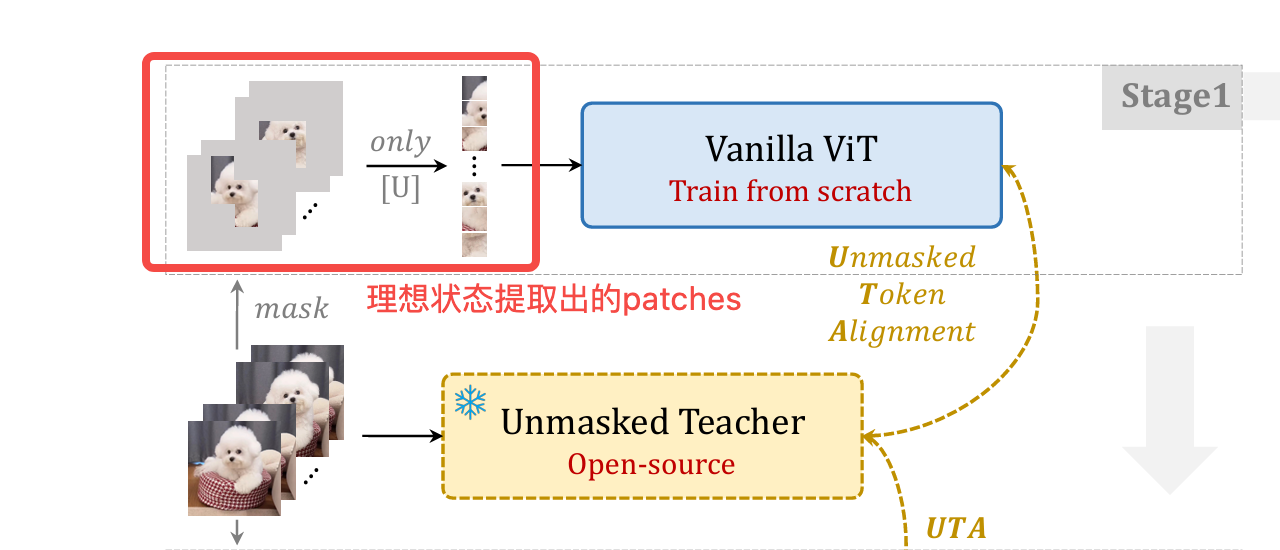 Stage1
only
[U]
Vanilla ViT
Train from scratch
Unmasked
Token
Alignment
mask
理想状态提取出的patches
Unmasked Teacher
Open-source
UTA